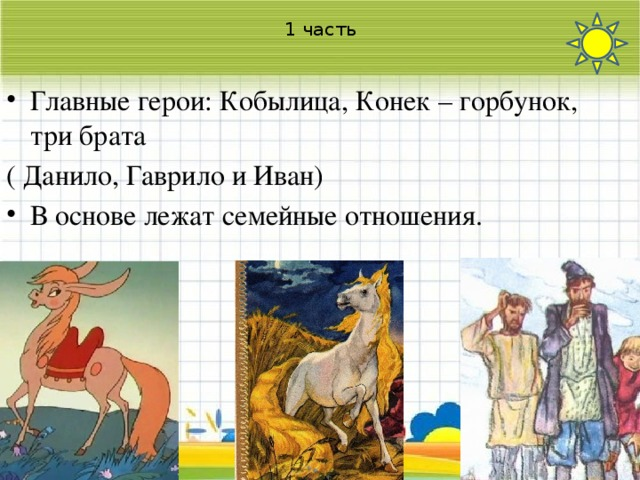 1 часть
• Главные герои: Кобылица, Конек – горбунок,
три брата
( Данило, Гаврило и Иван)
• В основе лежат семейные отношения.